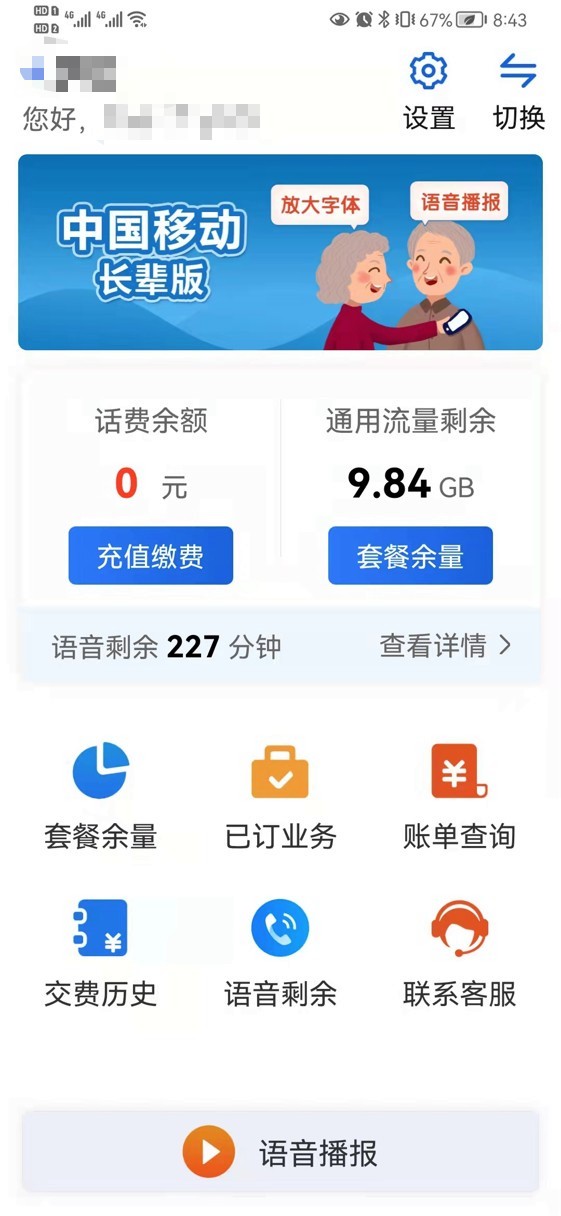 HD 1 4G 4G 67% 8:43
HD 2
您好，
设置 切换
放大字体 语音播报
中国移动
长辈版
话费余额 通用流量剩余
0 元 9.84 GB
充值缴费 套餐余量
语音剩余 227 分钟 查看详情
套餐余量 已订业务 账单查询
交费历史 语音剩余 联系客服
语音播报